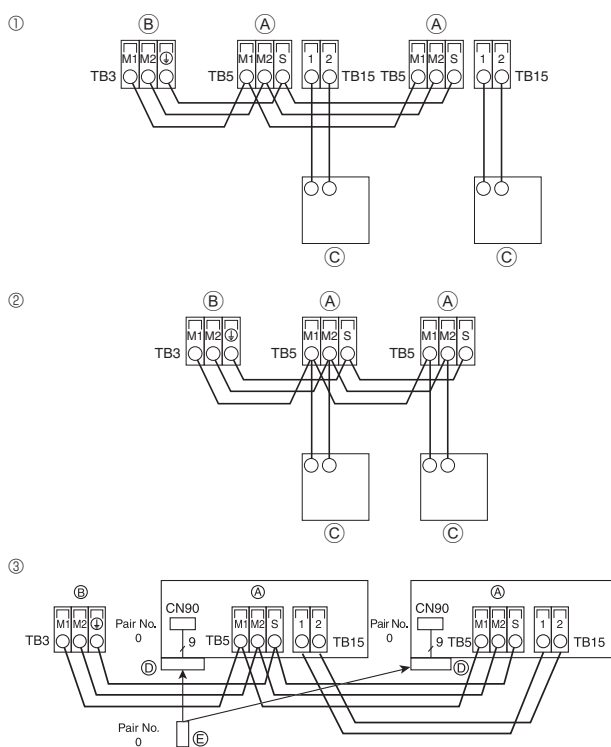 ①
Ⓑ Ⓐ Ⓐ
M1 M2 ⏚ M1 M2 S 1 2 M1 M2 S 1 2
TB3 TB5 TB15 TB5 TB15
Ⓒ Ⓒ
②
Ⓑ Ⓐ Ⓐ
M1 M2 ⏚ M1 M2 S M1 M2 S
TB3 TB5 TB5
Ⓒ Ⓒ
③
Ⓑ Ⓐ Ⓐ
CN90 CN90
M1 M2 ⏚ Pair No. M1 M2 S 1 2 Pair No. M1 M2 S 1 2
TB3 0 9 TB5 TB15 0 9 TB5 TB15
Ⓓ Ⓓ
Pair No.
0 Ⓔ